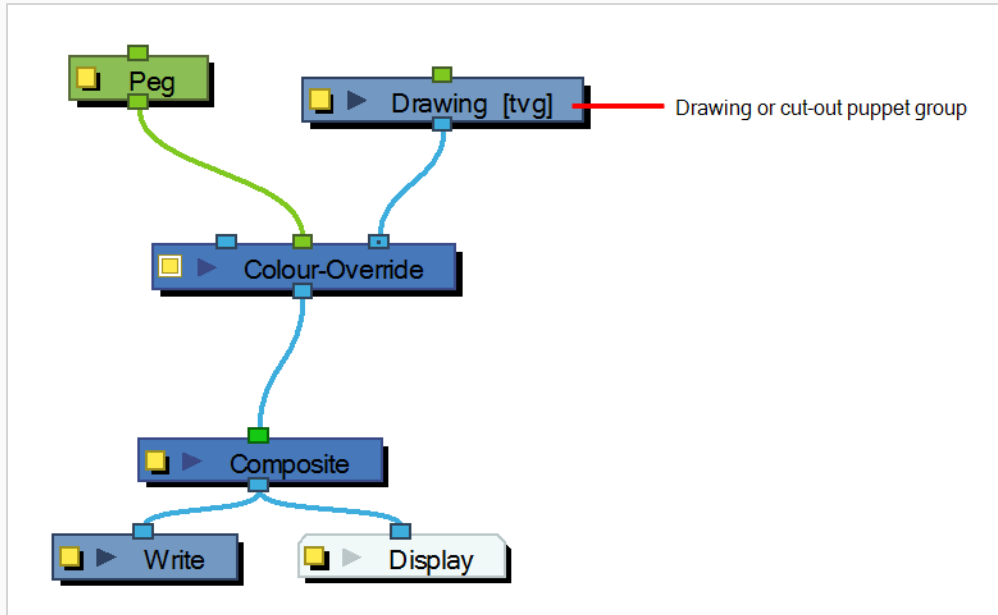 Peg
Drawing [tvg]
Drawing or cut-out puppet group
Colour-Override
Composite
Write
Display